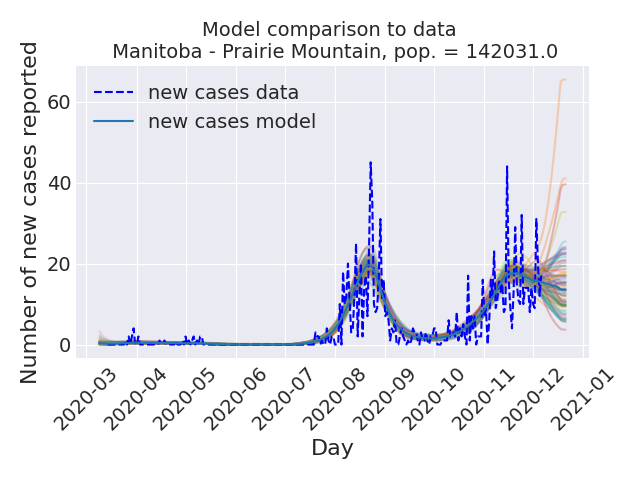 Model comparison to data
Manitoba - Prairie Mountain, pop. = 142031.0
Number of new cases reported
60
40
20
0
new cases data
new cases model
2020-03
2020-04
2020-05
2020-06
2020-07
2020-08
2020-09
2020-10
2020-11
2020-12
2021-01
Day